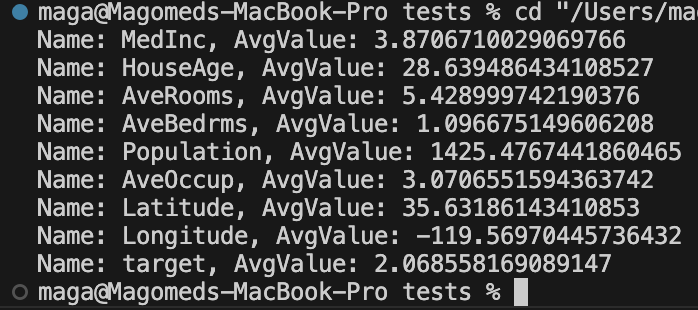 maga@Magomeds-MacBook-Pro tests % cd "/Users/mag
Name: MedInc, AvgValue: 3.8706710029069766
Name: HouseAge, AvgValue: 28.639486434108527
Name: AveRooms, AvgValue: 5.428999742190376
Name: AveBedrms, AvgValue: 1.096675149606208
Name: Population, AvgValue: 1425.4767441860465
Name: AveOccup, AvgValue: 3.0706551594363742
Name: Latitude, AvgValue: 35.63186143410853
Name: Longitude, AvgValue: -119.56970445736432
Name: target, AvgValue: 2.068558169089147
maga@Magomeds-MacBook-Pro tests %